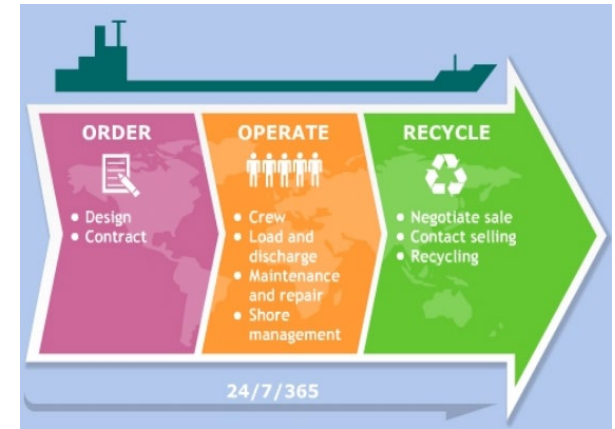 ORDER
• Design
• Contract
OPERATE
• Crew
• Load and
discharge
• Maintenance
and repair
• Shore
management
RECYCLE
• Negotiate sale
• Contact selling
• Recycling
24/7/365